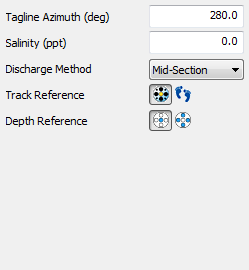 Tagline Azimuth (deg) 280.0
Salinity (ppt) 0.0
Discharge Method Mid-Section
Track Reference
Depth Reference